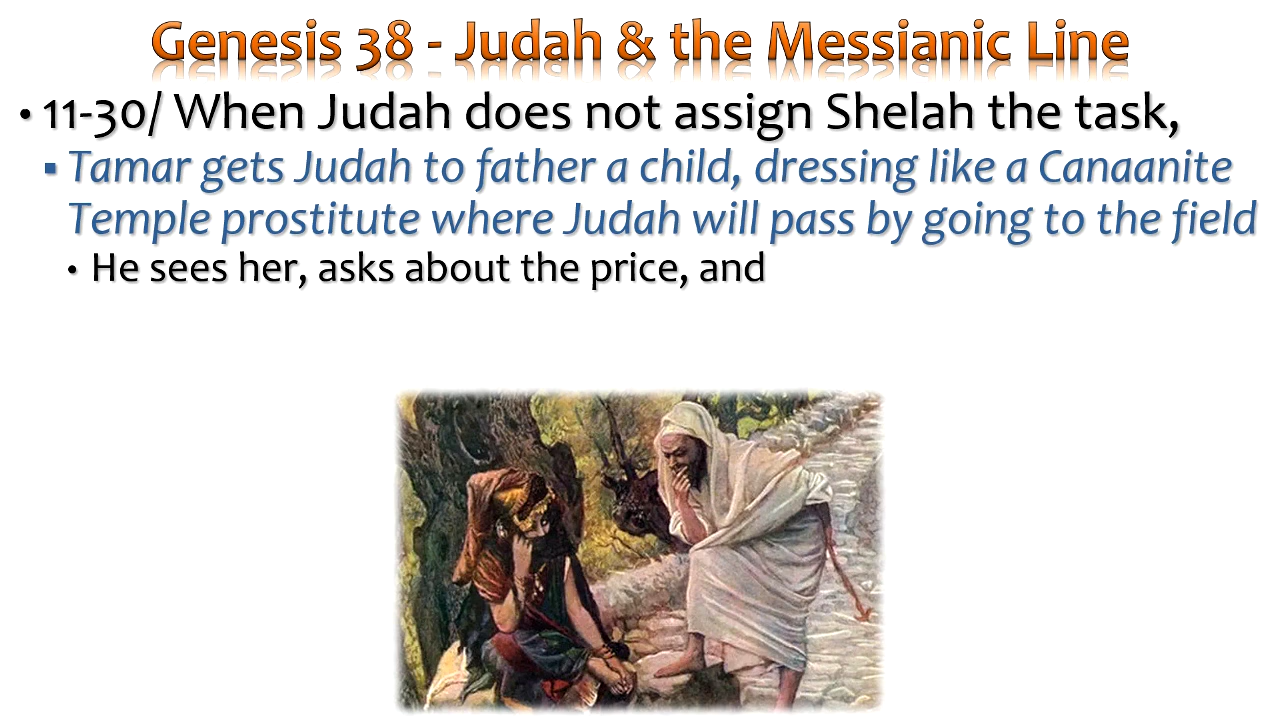 Genesis 38 - Judah & the Messianic Line
• 11-30/ When Judah does not assign Shelah the task,
▪ Tamar gets Judah to father a child, dressing like a Canaanite
Temple prostitute where Judah will pass by going to the field
• He sees her, asks about the price, and